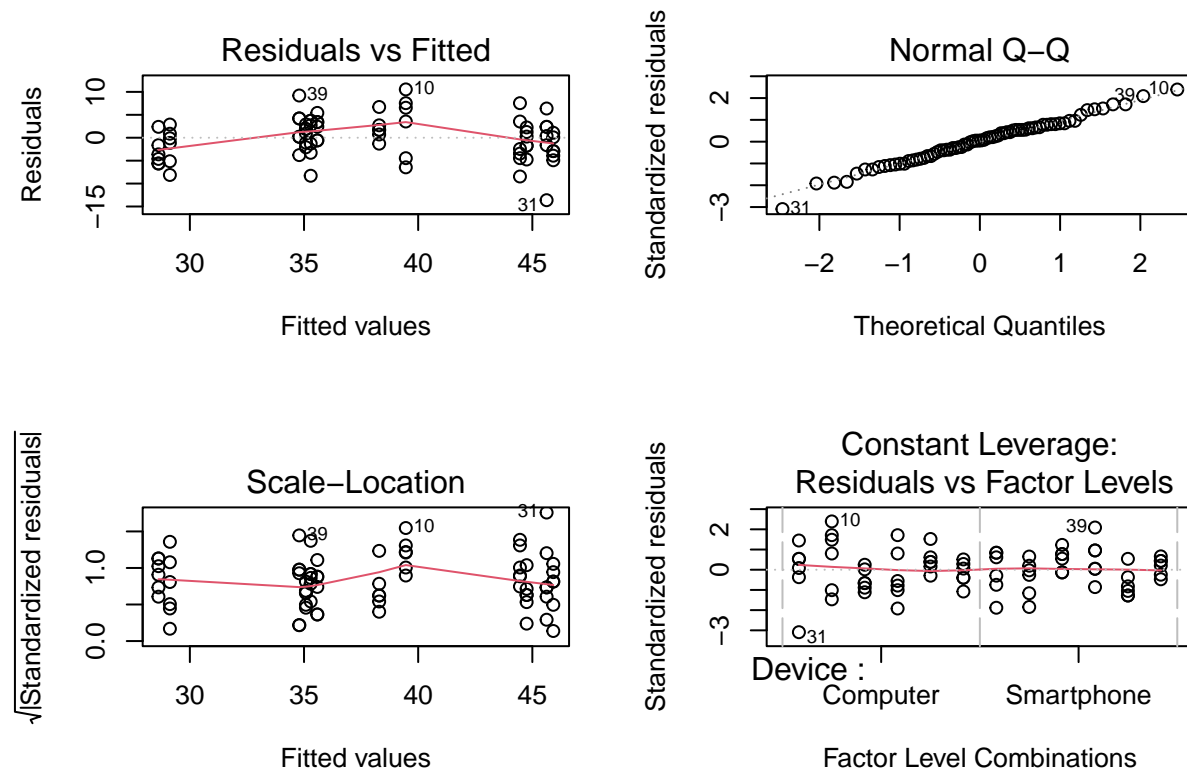 Residuals vs Fitted
Residuals
10
0
−15
39
10
31
30
35
40
45
Fitted values
Normal Q−Q
Standardized residuals
2
0
−3
39
10
31
−2
−1
0
1
2
Theoretical Quantiles
Scale−Location
√|Standardized residuals|
1.0
0.0
39
10
31
30
35
40
45
Fitted values
Constant Leverage:
Residuals vs Factor Levels
Standardized residuals
2
0
−3
10
39
31
Device :
Computer
Smartphone
Factor Level Combinations